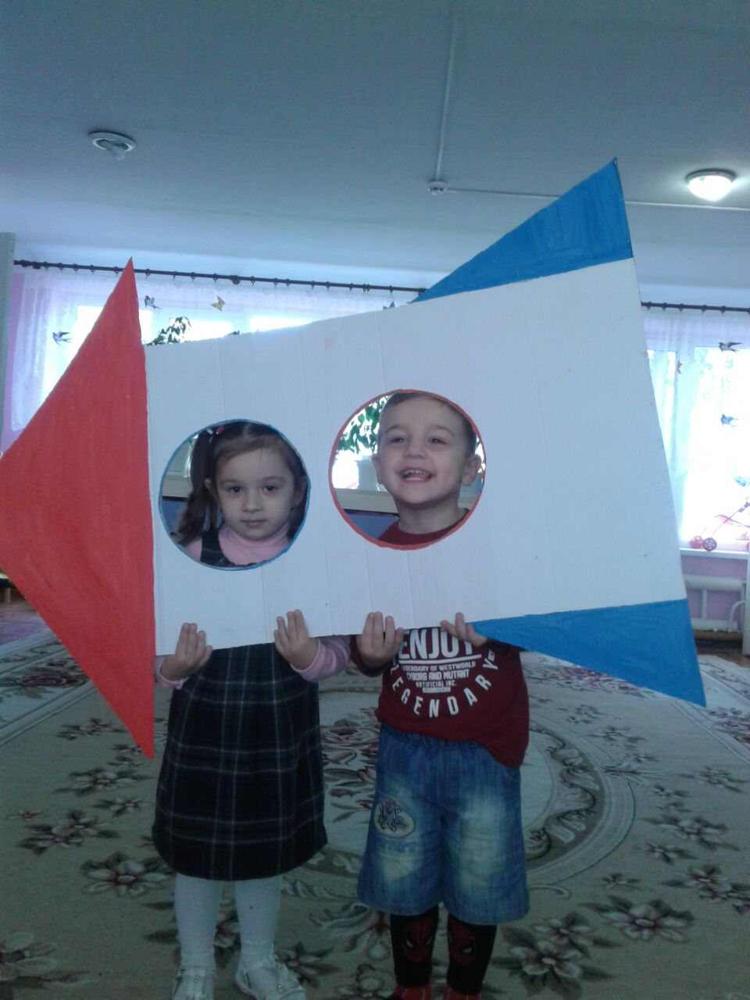 ENJOY
LEGENDARY OF WESTWORLD
CYBORG AND MUTANT
ARTIFICIAL INC.
LEGENDARY